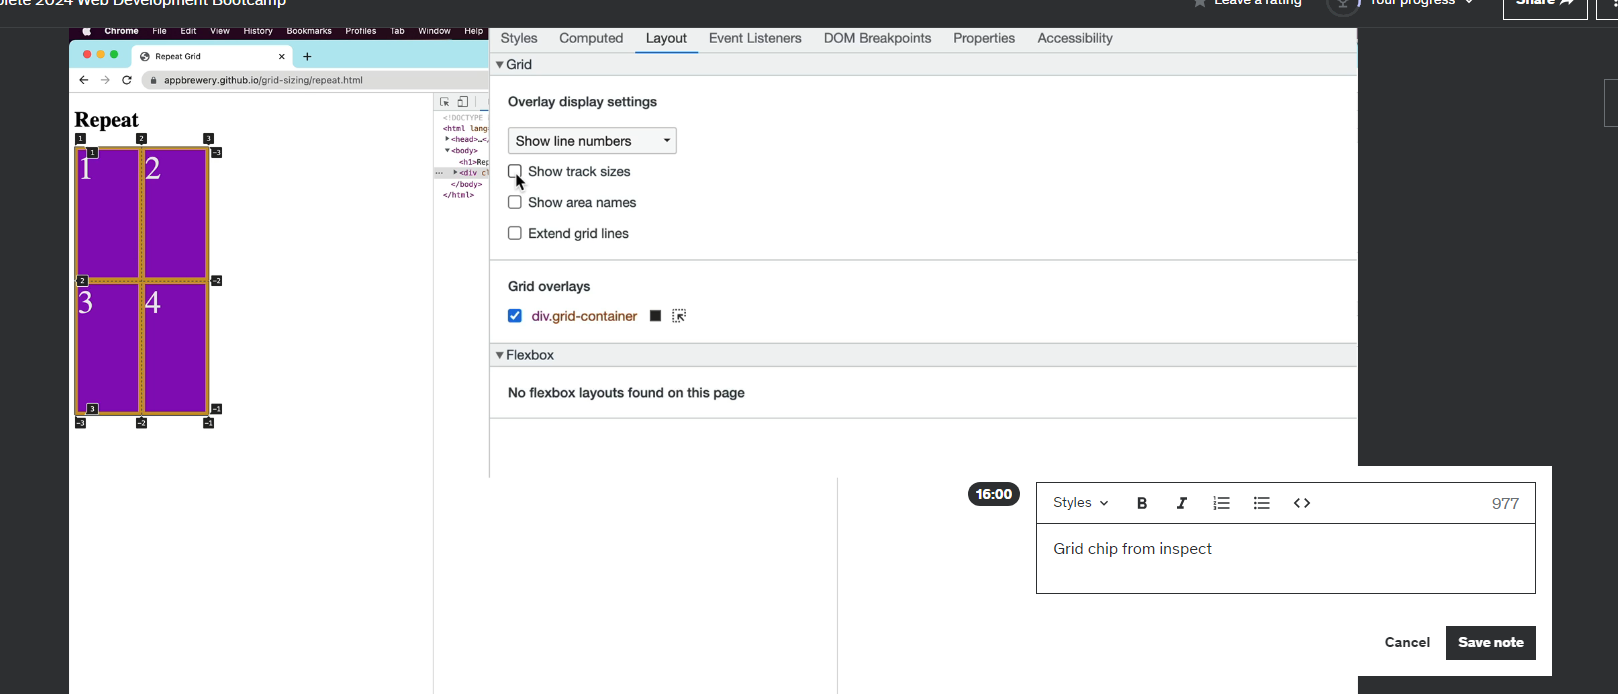 plete 2024 Web Development Bootcamp
Leave a rating
Your progress
Share
Chrome File Edit View History Bookmarks Profiles Tab Window Help
Repeat Grid
appbrewery.github.io/grid-sizing/repeat.html
Repeat
1 2 3
1 -3
1 2
2 -2
3 4
3 -1
-3 -2 -1
<!DOCTYPE
<html lang
<head>…<
<body>
<h1>Rep
… <div cl
</body>
</html>
Styles Computed Layout Event Listeners DOM Breakpoints Properties Accessibility
Grid
Overlay display settings
Show line numbers
Show track sizes
Show area names
Extend grid lines
Grid overlays
div.grid-container
Flexbox
No flexbox layouts found on this page
16:00
Styles B I <> 977
Grid chip from inspect
Cancel Save note